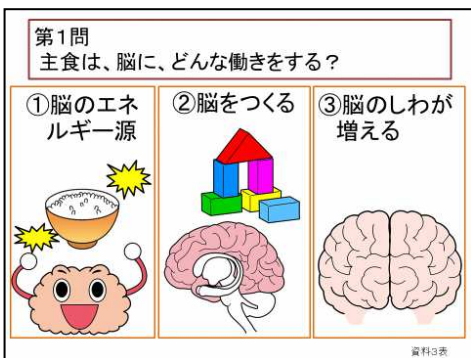 第1問
主食は、脳に、どんな働きをする？
①脳のエネ
ルギー源
②脳をつくる
③脳のしわが
増える
資料3表